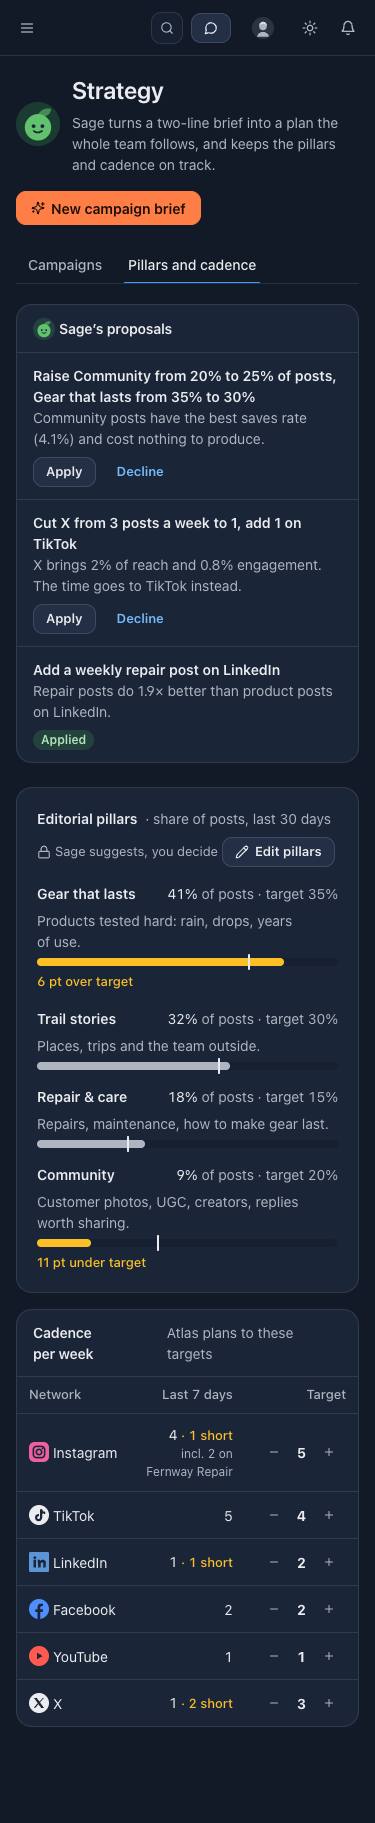 Strategy
Sage turns a two-line brief into a plan the
whole team follows, and keeps the pillars
and cadence on track.
New campaign brief
Campaigns Pillars and cadence
Sage's proposals
Raise Community from 20% to 25% of posts,
Gear that lasts from 35% to 30%
Community posts have the best saves rate
(4.1%) and cost nothing to produce.
Apply Decline
Cut X from 3 posts a week to 1, add 1 on
TikTok
X brings 2% of reach and 0.8% engagement.
The time goes to TikTok instead.
Apply Decline
Add a weekly repair post on LinkedIn
Repair posts do 1.9× better than product posts
on LinkedIn.
Applied
Editorial pillars · share of posts, last 30 days
Sage suggests, you decide Edit pillars
Gear that lasts 41% of posts · target 35%
Products tested hard: rain, drops, years
of use.
6 pt over target
Trail stories 32% of posts · target 30%
Places, trips and the team outside.
Repair & care 18% of posts · target 15%
Repairs, maintenance, how to make gear last.
Community 9% of posts · target 20%
Customer photos, UGC, creators, replies
worth sharing.
11 pt under target
Cadence per week
Atlas plans to these targets
Network Last 7 days Target
Instagram 4 · 1 short incl. 2 on Fernway Repair − 5 +
TikTok 5 − 4 +
LinkedIn 1 · 1 short − 2 +
Facebook 2 − 2 +
YouTube 1 − 1 +
X 1 · 2 short − 3 +